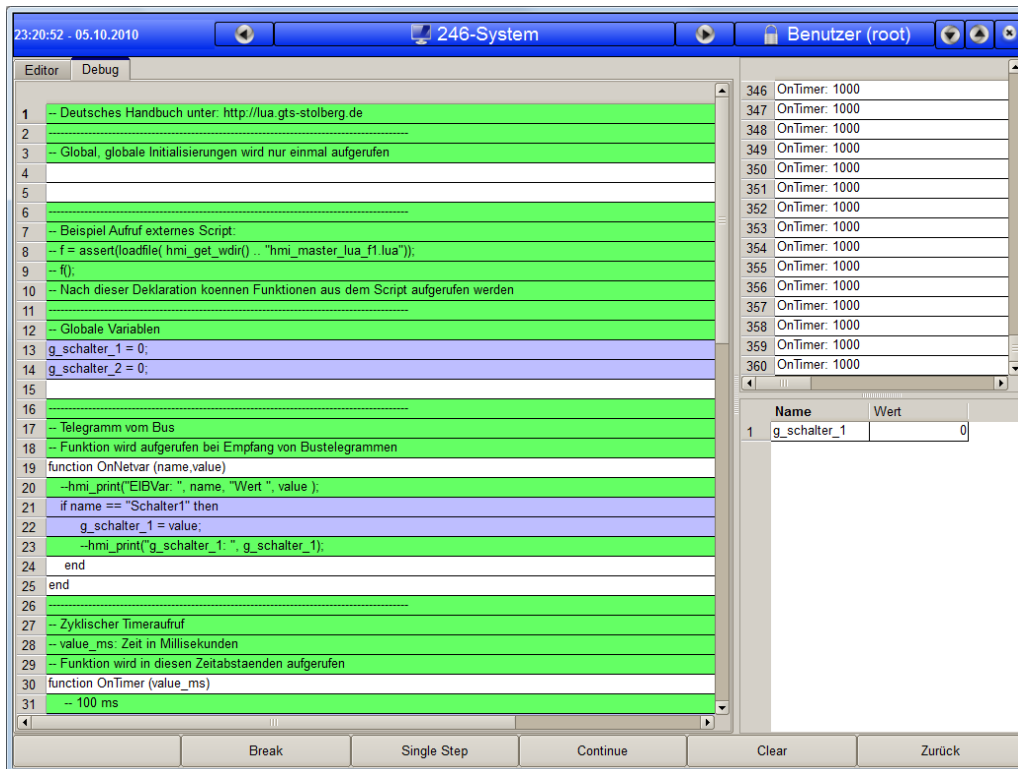 23:20:52 - 05.10.2010
246-System
Benutzer (root)
Editor Debug
1 -- Deutsches Handbuch unter: http://lua.gts-stolberg.de
2 ------------------------------------------------------------------------------------------
3 -- Global, globale Initialisierungen wird nur einmal aufgerufen
4
5
6 ------------------------------------------------------------------------------------------
7 -- Beispiel Aufruf externes Script:
8 -- f = assert(loadfile( hmi_get_wdir() .. "hmi_master_lua_f1.lua"));
9 -- f();
10 -- Nach dieser Deklaration koennen Funktionen aus dem Script aufgerufen werden
11 ------------------------------------------------------------------------------------------
12 -- Globale Variablen
13 g_schalter_1 = 0;
14 g_schalter_2 = 0;
15
16 ------------------------------------------------------------------------------------------
17 -- Telegramm vom Bus
18 -- Funktion wird aufgerufen bei Empfang von Bustelegrammen
19 function OnNetvar (name,value)
20 --hmi_print("EIBVar: ", name, "Wert ", value );
21 if name == "Schalter1" then
22 g_schalter_1 = value;
23 --hmi_print("g_schalter_1: ", g_schalter_1);
24 end
25 end
26 ------------------------------------------------------------------------------------------
27 -- Zyklischer Timeraufruf
28 -- value_ms: Zeit in Millisekunden
29 -- Funktion wird in diesen Zeitabstaenden aufgerufen
30 function OnTimer (value_ms)
31 -- 100 ms
346 OnTimer: 1000
347 OnTimer: 1000
348 OnTimer: 1000
349 OnTimer: 1000
350 OnTimer: 1000
351 OnTimer: 1000
352 OnTimer: 1000
353 OnTimer: 1000
354 OnTimer: 1000
355 OnTimer: 1000
356 OnTimer: 1000
357 OnTimer: 1000
358 OnTimer: 1000
359 OnTimer: 1000
360 OnTimer: 1000
Name Wert
1 g_schalter_1 0
Break Single Step Continue Clear Zurück